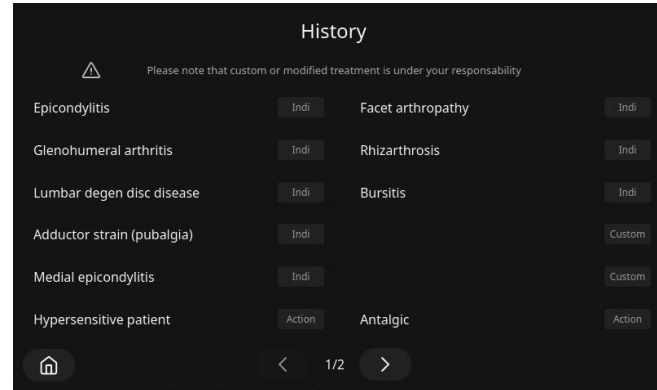 History
Please note that custom or modified treatment is under your responsability
Epicondylitis Indi
Glenohumeral arthritis Indi
Lumbar degen disc disease Indi
Adductor strain (pubalgia) Indi
Medial epicondylitis Indi
Hypersensitive patient Action
Facet arthropathy Indi
Rhizarthrosis Indi
Bursitis Indi
Custom
Custom
Antalgic Action
1/2